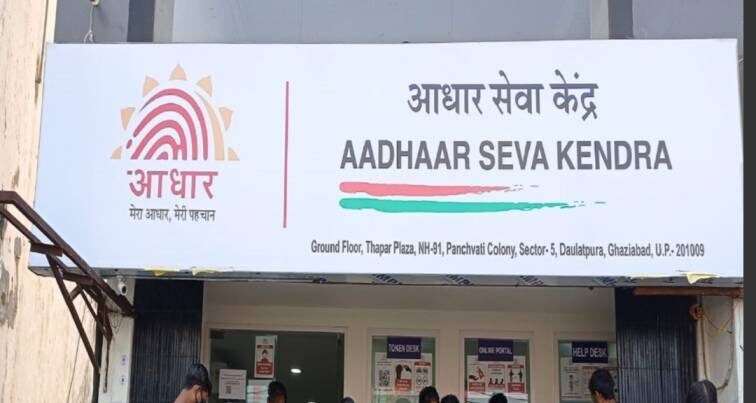 आधार सेवा केंद्र
AADHAAR SEVA KENDRA
आधार
मेरा आधार, मेरी पहचान
Ground Floor, Thapar Plaza, NH-91, Panchvati Colony, Sector- 5, Daulatpura, Ghaziabad, U.P.- 201009
TOKEN DESK
ONLINE PORTAL
HELP DESK